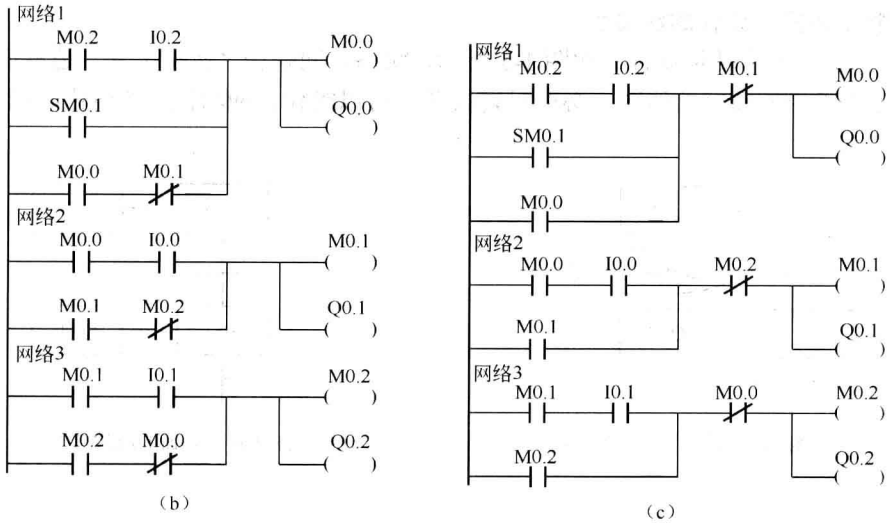 网络1
M0.2 I0.2 M0.0
SM0.1 Q0.0
M0.0 M0.1
网络2
M0.0 I0.0 M0.1
M0.1 M0.2 Q0.1
网络3
M0.1 I0.1 M0.2
M0.2 M0.0 Q0.2
(b)
网络1
M0.2 I0.2 M0.1 M0.0
SM0.1 Q0.0
M0.0
网络2
M0.0 I0.0 M0.2 M0.1
M0.1 Q0.1
网络3
M0.1 I0.1 M0.0 M0.2
M0.2 Q0.2
(c)